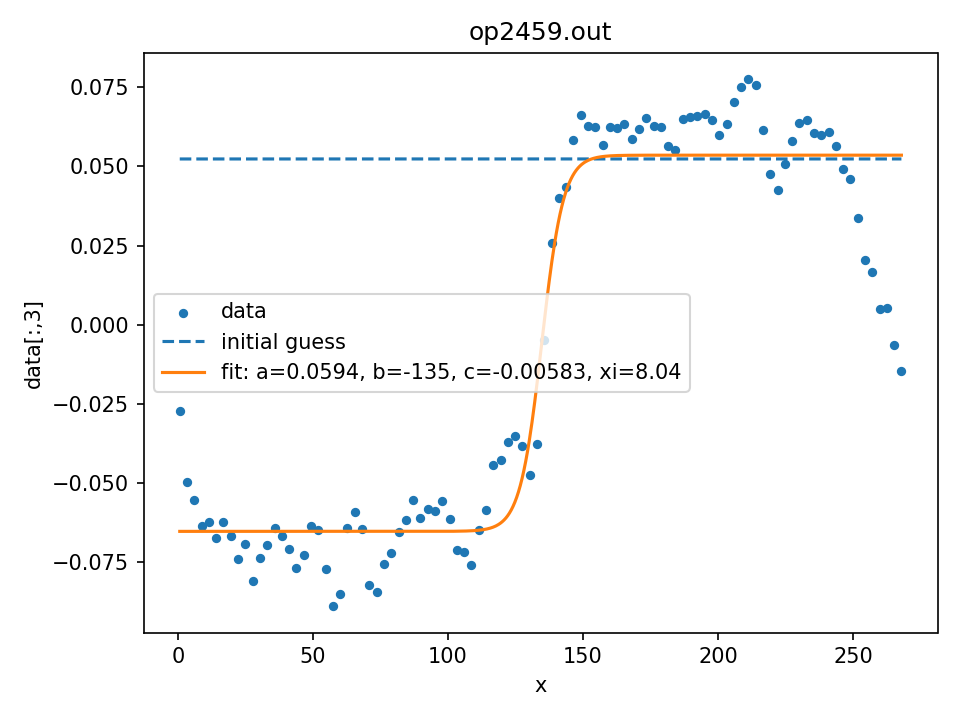 op2459.out
data[:,3]
0.075
0.050
0.025
0.000
−0.025
−0.050
−0.075
data
initial guess
fit: a=0.0594, b=-135, c=-0.00583, xi=8.04
0 50 100 150 200 250
x